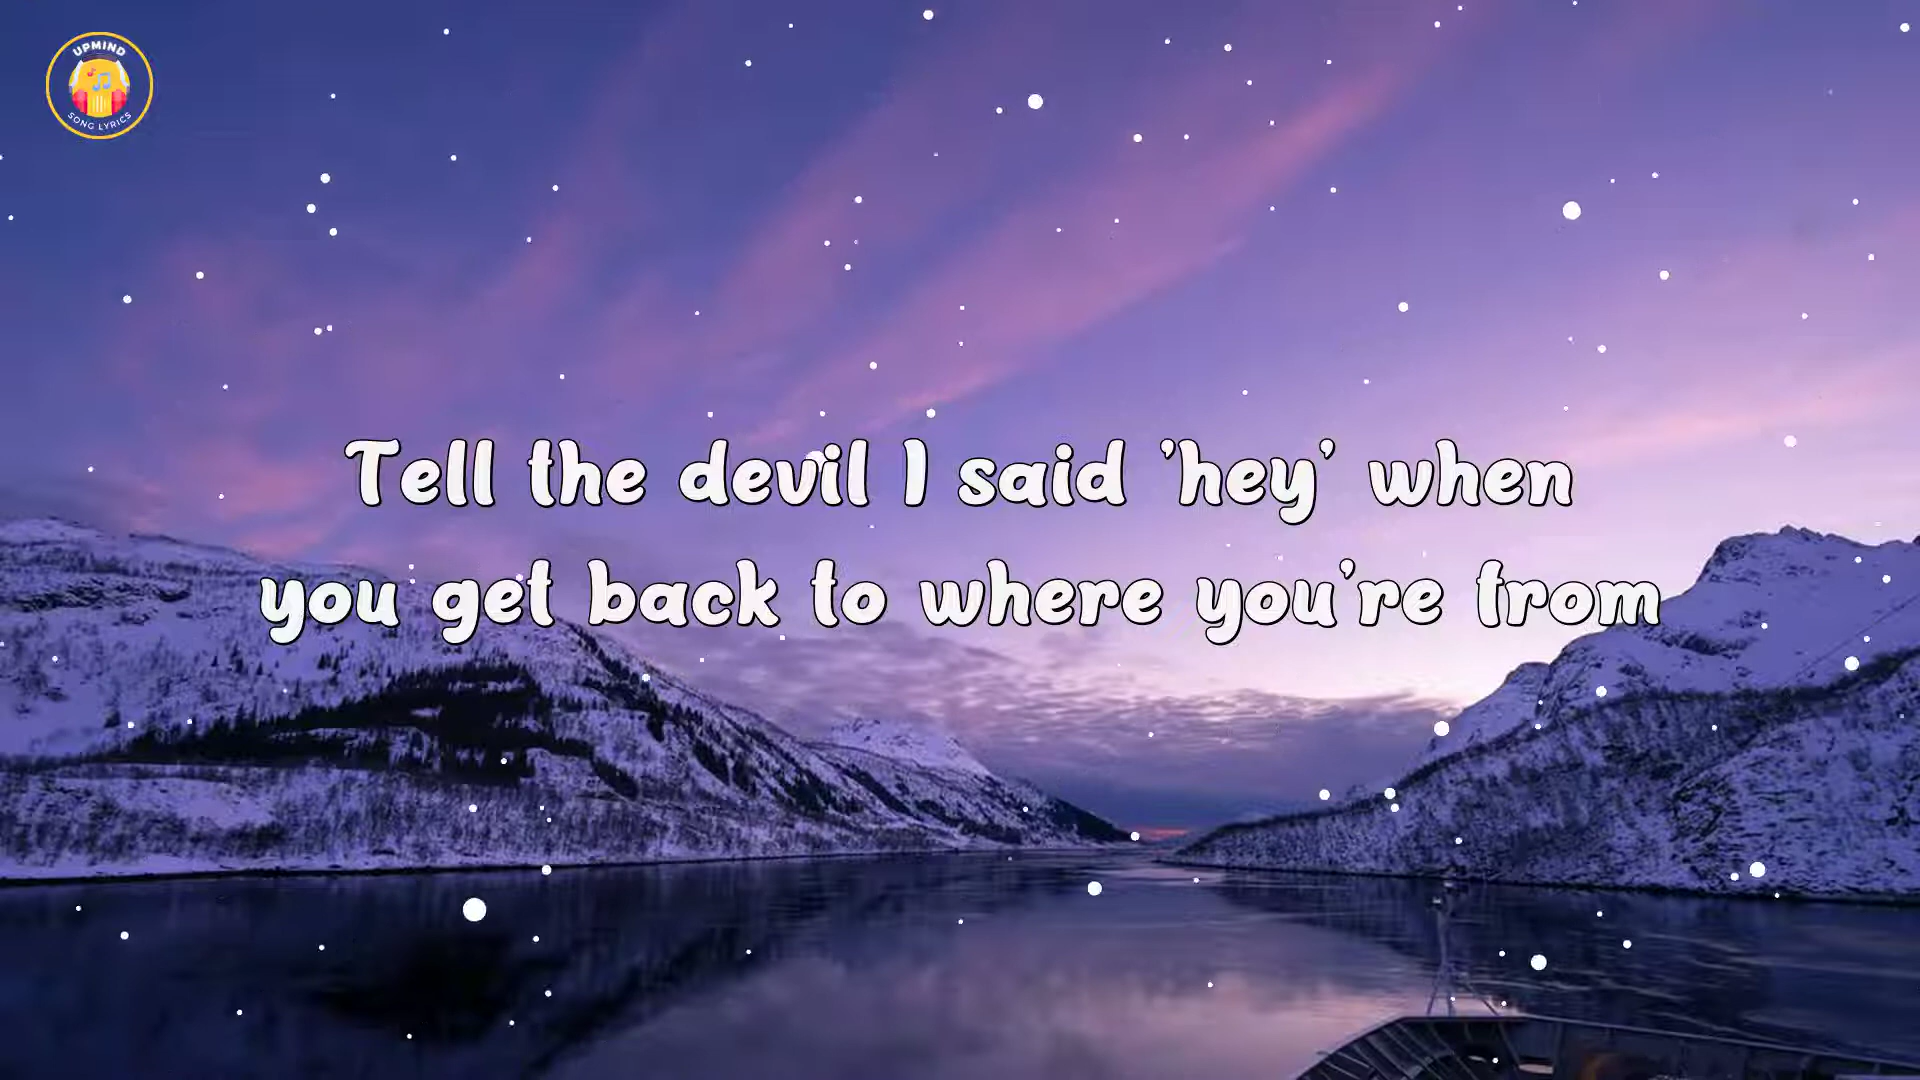 UPMIND
SONG LYRICS
Tell the devil I said 'hey' when
you get back to where you're from